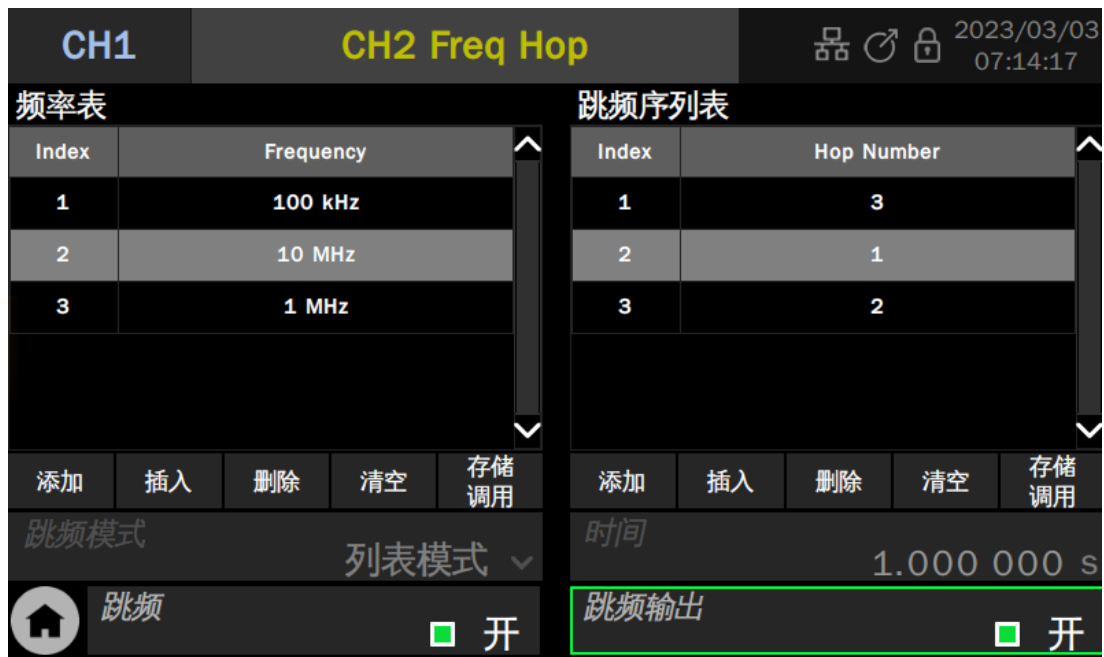 CH1 CH2 Freq Hop 2023/03/03
07:14:17
频率表 跳频序列表
Index Frequency Index Hop Number
1 100 kHz 1 3
2 10 MHz 2 1
3 1 MHz 3 2
添加 插入 删除 清空 存储调用 添加 插入 删除 清空 存储调用
跳频模式 时间
列表模式 1.000 000 s
跳频 跳频输出
开 开